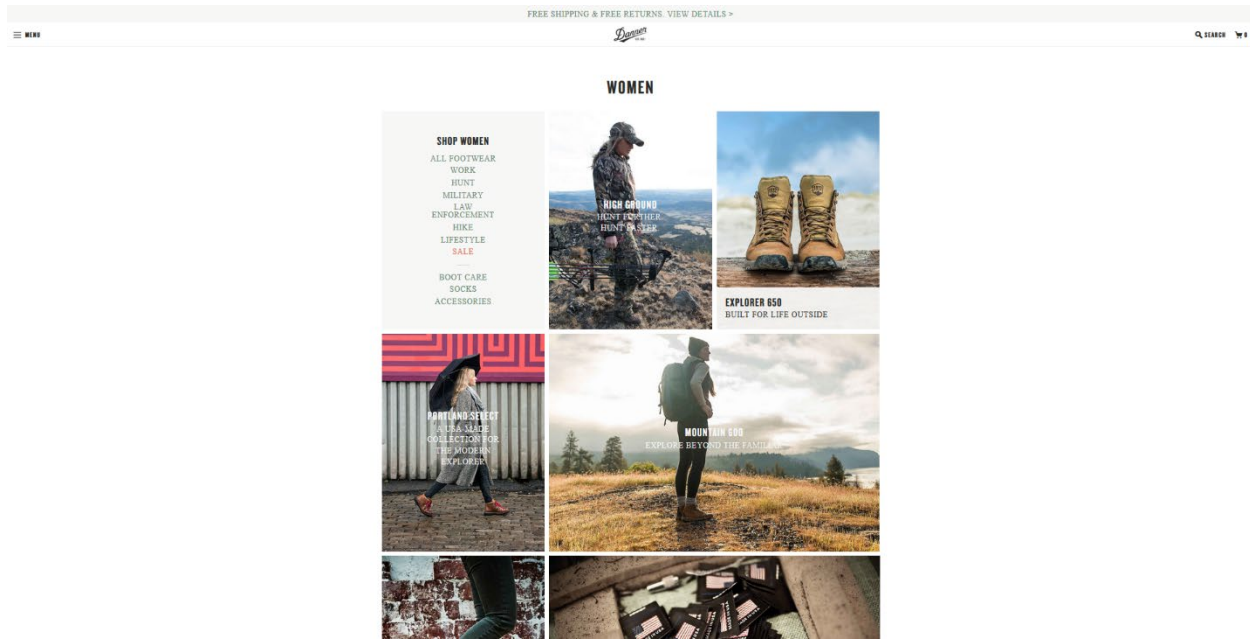 FREE SHIPPING & FREE RETURNS. VIEW DETAILS >
MENU
Danner
SEARCH
0
WOMEN
SHOP WOMEN
ALL FOOTWEAR
WORK
HUNT
MILITARY
LAW
ENFORCEMENT
HIKE
LIFESTYLE
SALE
BOOT CARE
SOCKS
ACCESSORIES
HIGH GROUND
HUNT FURTHER
HUNT FASTER
EXPLORER 650
BUILT FOR LIFE OUTSIDE
PORTLAND SELECT
A USA-MADE
COLLECTION FOR
THE MODERN
EXPLORER
MOUNTAIN 600
EXPLORE BEYOND THE FAMILIAR